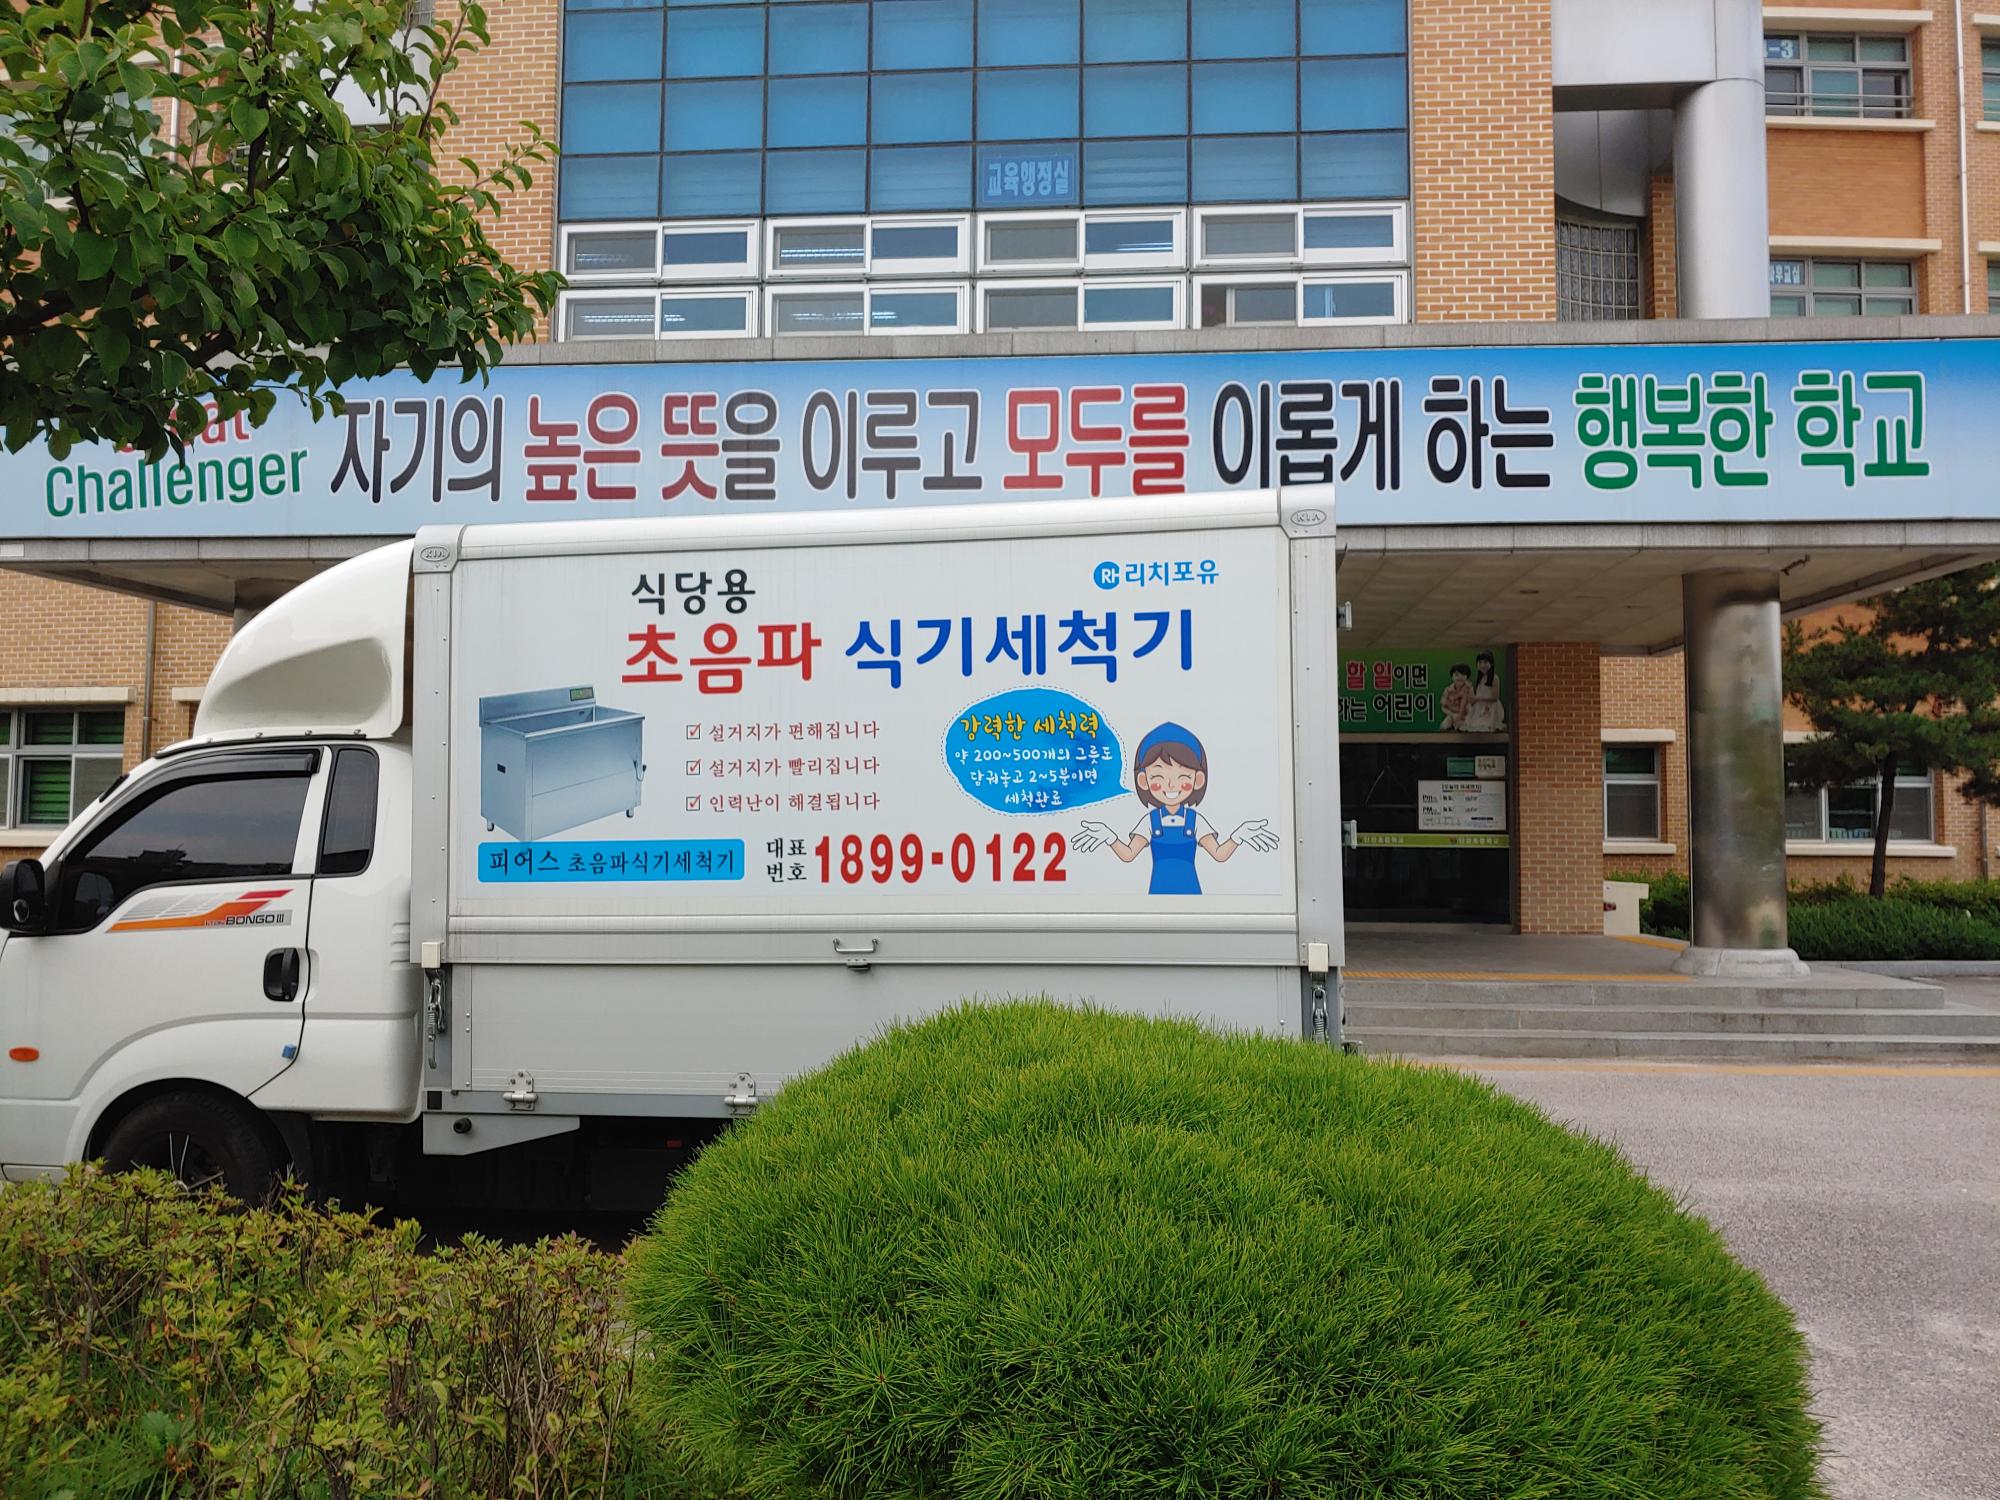 교육행정실
Challenger
자기의 높은 뜻을 이루고 모두를 이롭게 하는 행복한 학교
KIA
KIA
식당용
RH 리치포유
초음파 식기세척기
☑ 설거지가 편해집니다
☑ 설거지가 빨리집니다
☑ 인력난이 해결됩니다
강력한 세척력
약 200~500개의 그릇도
담궈놓고 2~5분이면
세척완료
피어스 초음파식기세척기
대표
번호
1899-0122
BONGO III
할 일이면
하는 어린이